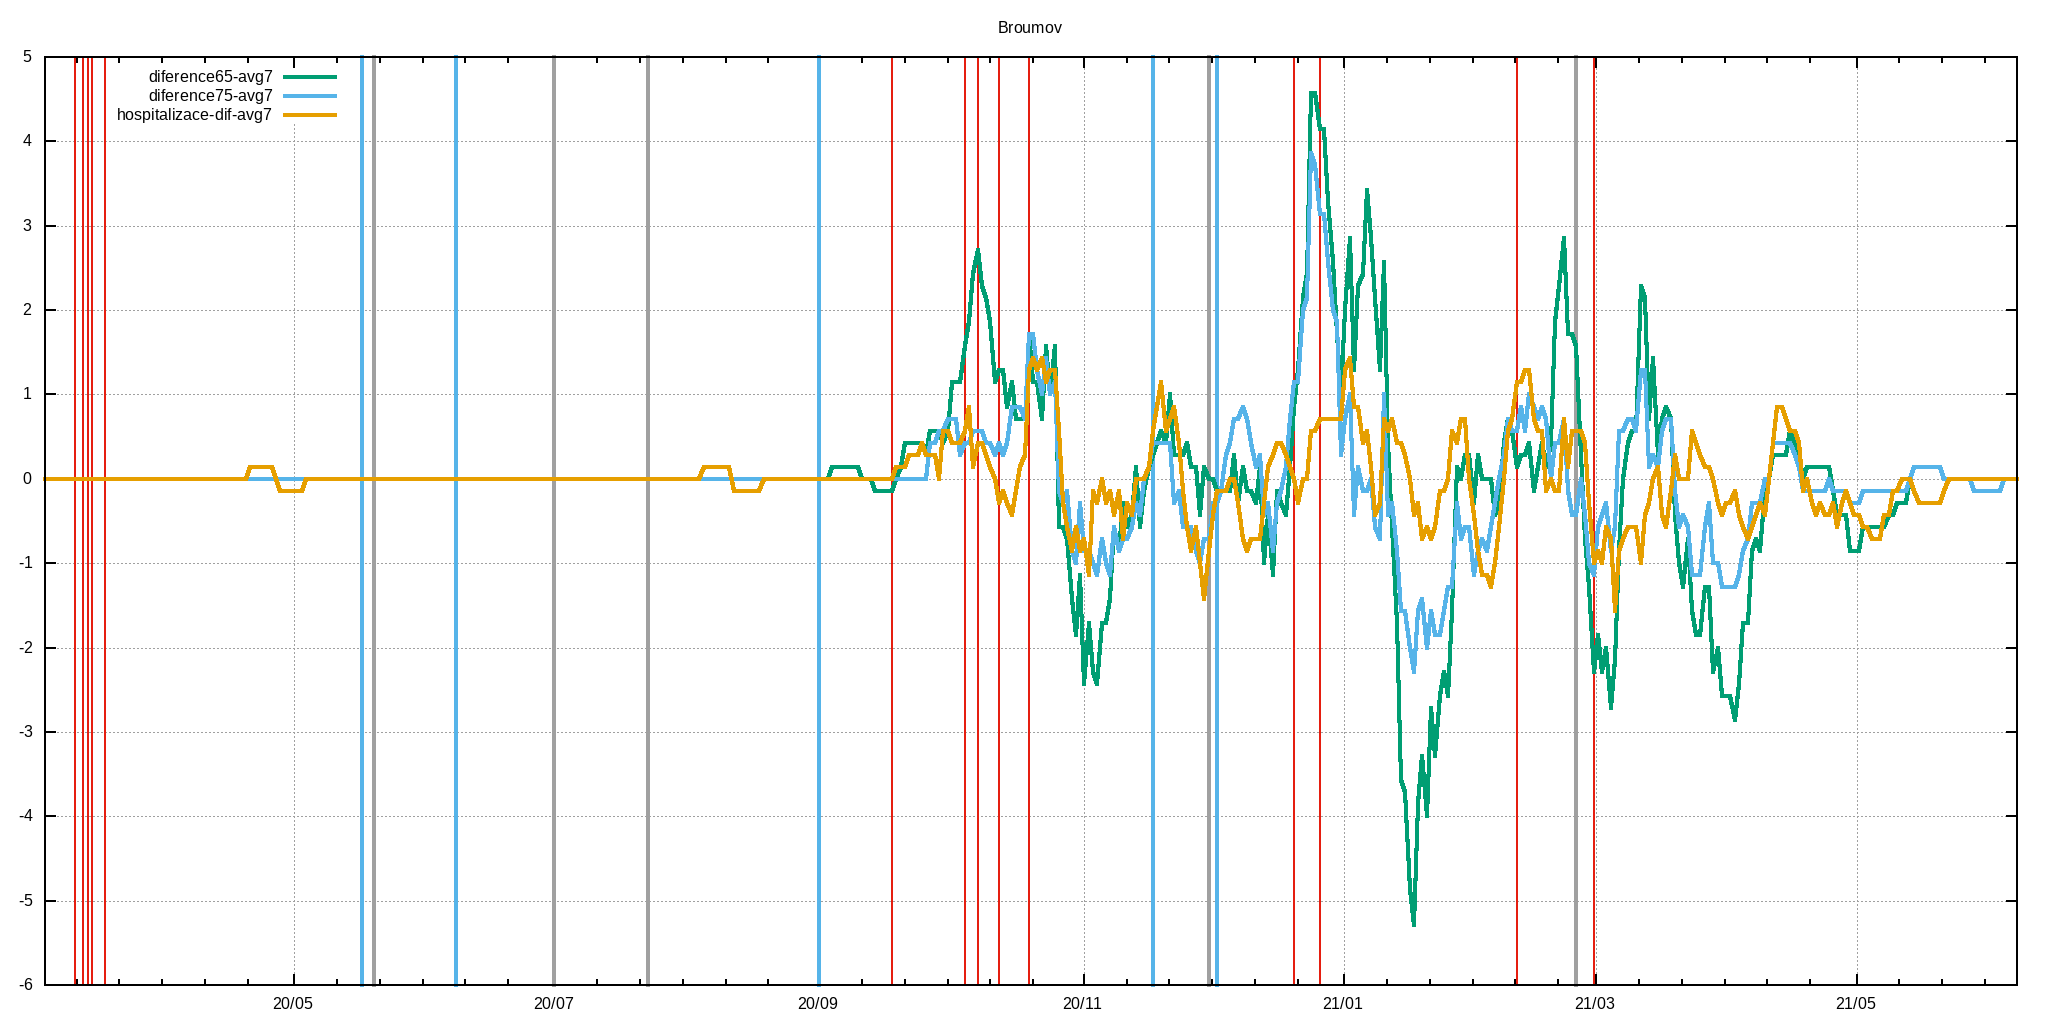 Broumov
diference65-avg7
diference75-avg7
hospitalizace-dif-avg7
5
4
3
2
1
0
-1
-2
-3
-4
-5
-6
20/05 20/07 20/09 20/11 21/01 21/03 21/05